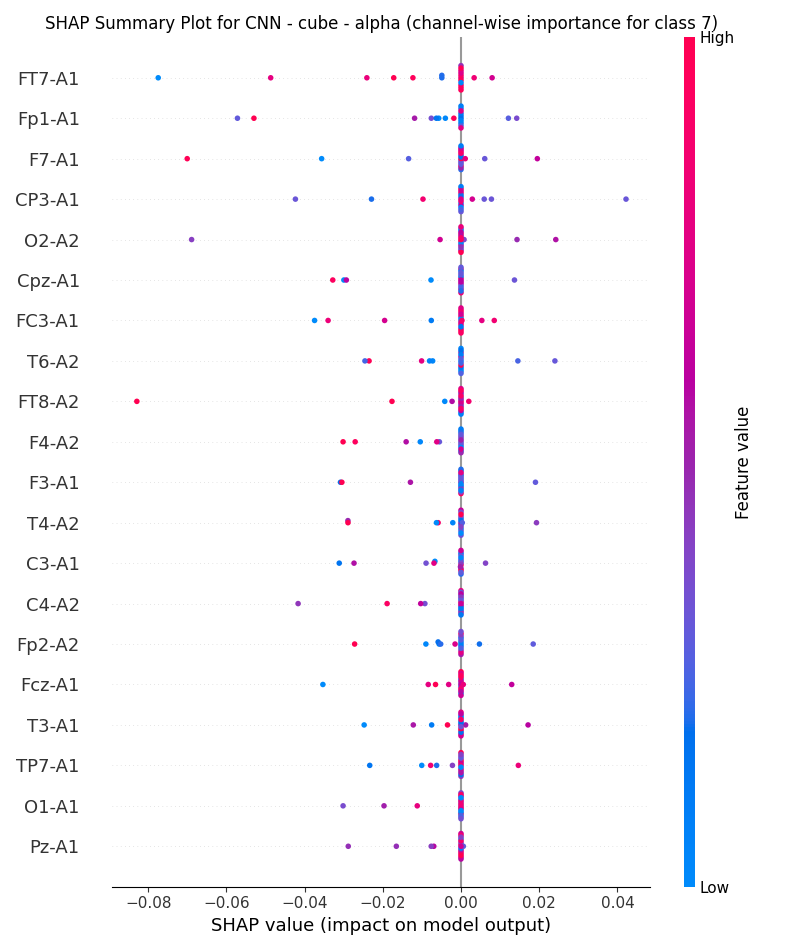 SHAP Summary Plot for CNN - cube - alpha (channel-wise importance for class 7)
High
FT7-A1
Fp1-A1
F7-A1
CP3-A1
O2-A2
Cpz-A1
FC3-A1
T6-A2
FT8-A2
F4-A2
F3-A1
T4-A2
C3-A1
C4-A2
Fp2-A2
Fcz-A1
T3-A1
TP7-A1
O1-A1
Pz-A1
Feature value
Low
−0.08 −0.06 −0.04 −0.02 0.00 0.02 0.04
SHAP value (impact on model output)